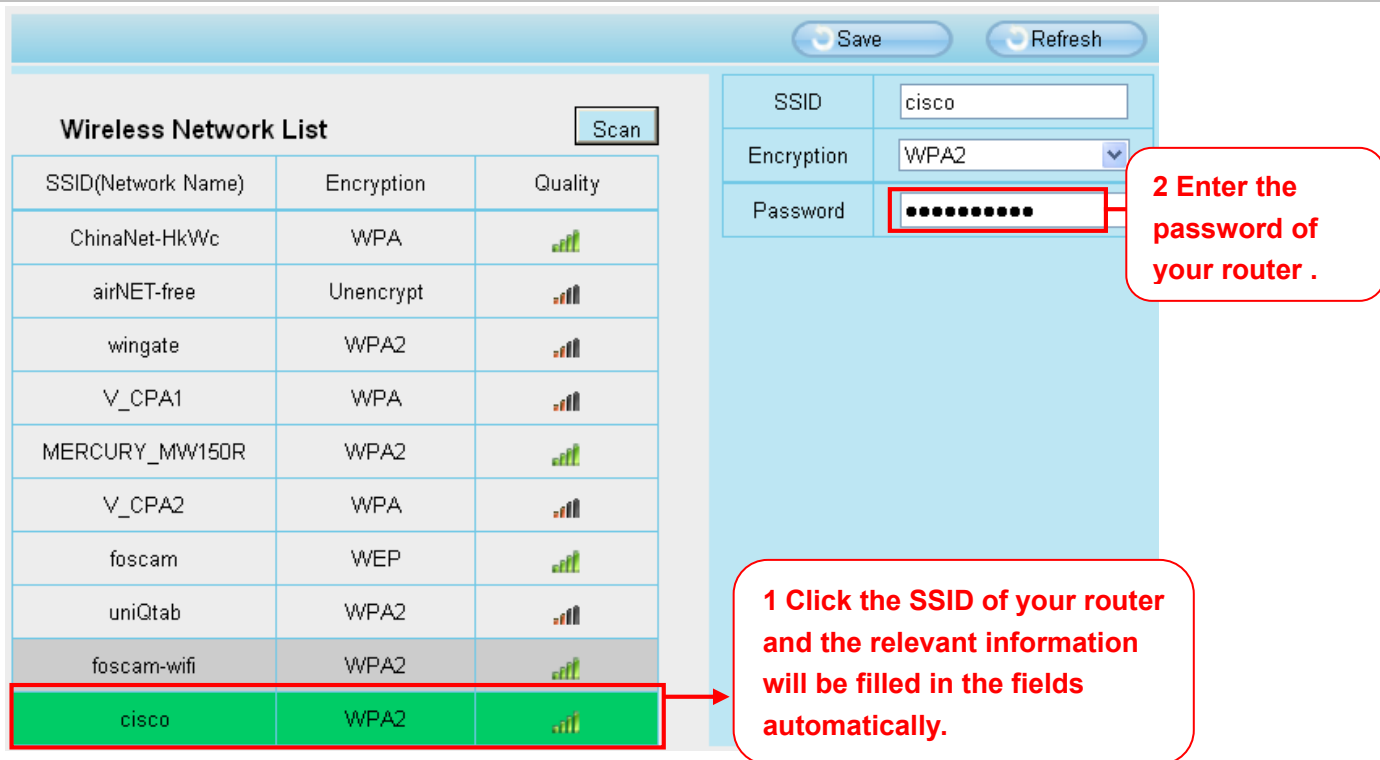 Save Refresh
Wireless Network List Scan
SSID(Network Name) Encryption Quality
ChinaNet-HkWc WPA
airNET-free Unencrypt
wingate WPA2
V_CPA1 WPA
MERCURY_MW150R WPA2
V_CPA2 WPA
foscam WEP
uniQtab WPA2
foscam-wifi WPA2
cisco WPA2
SSID cisco
Encryption WPA2
Password ●●●●●●●●●●
2 Enter the
password of
your router .
1 Click the SSID of your router
and the relevant information
will be filled in the fields
automatically.